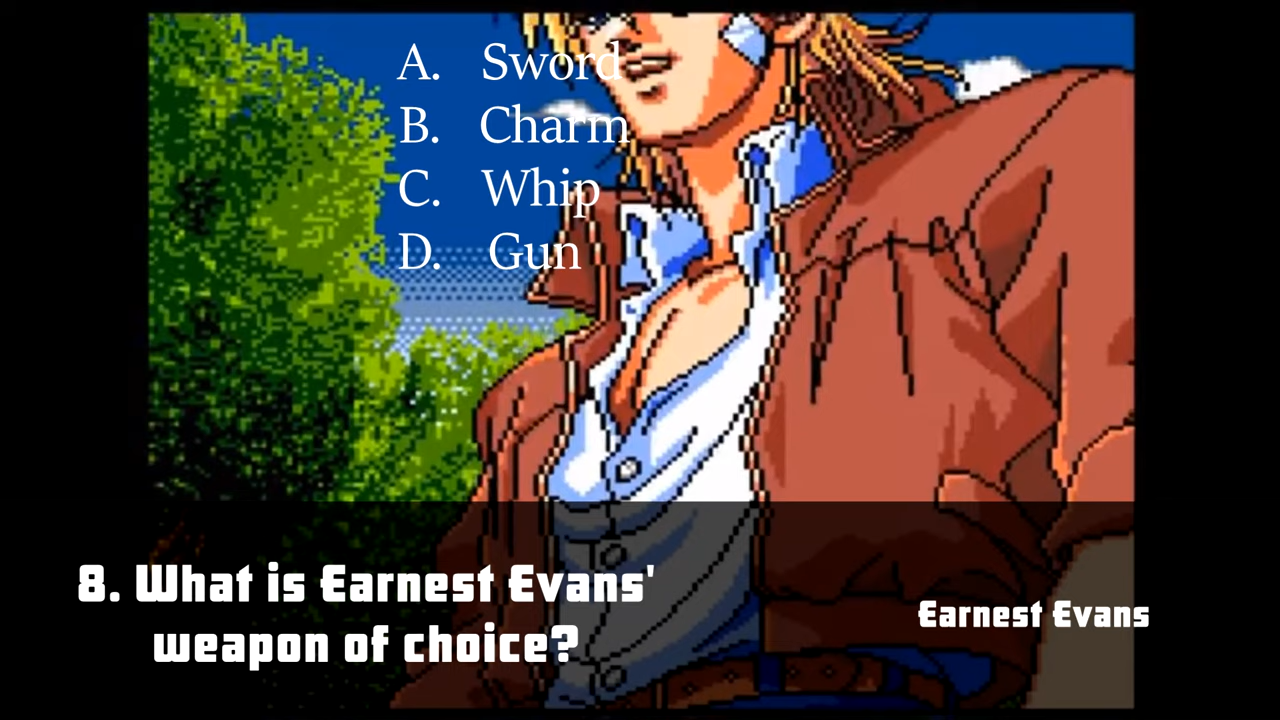 A. Sword
B. Charm
C. Whip
D. Gun
8. What is Earnest Evans'
weapon of choice?
Earnest Evans